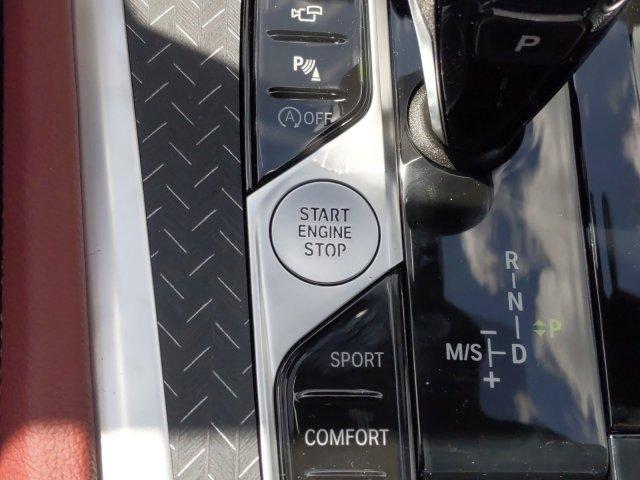 P
P
A OFF
START
ENGINE
STOP
R
N
P
M/S D
SPORT
COMFORT